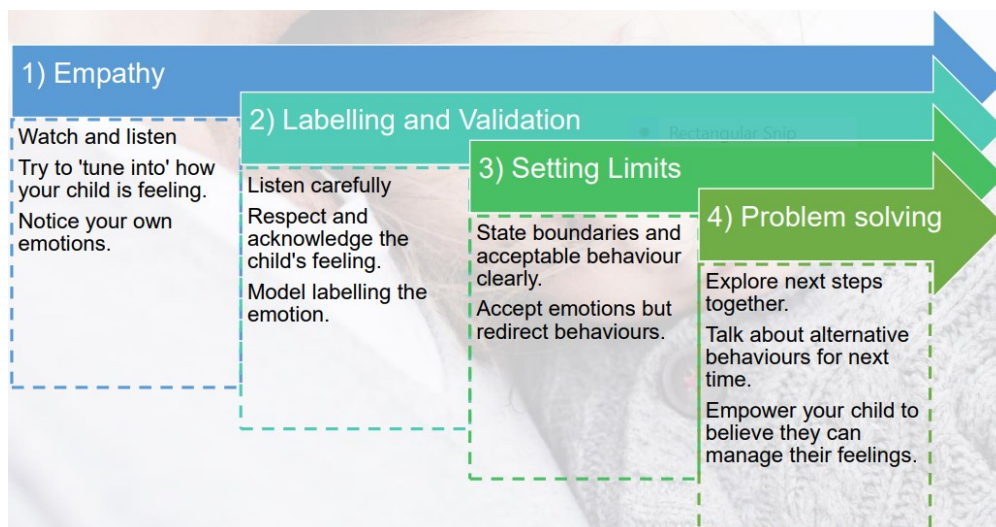 1) Empathy
Watch and listen
Try to 'tune into' how
your child is feeling.
Notice your own
emotions.
2) Labelling and Validation
Rectangular Snip
Listen carefully
Respect and
acknowledge the
child's feeling.
Model labelling the
emotion.
3) Setting Limits
State boundaries and
acceptable behaviour
clearly.
Accept emotions but
redirect behaviours.
4) Problem solving
Explore next steps
together.
Talk about alternative
behaviours for next
time.
Empower your child to
believe they can
manage their feelings.